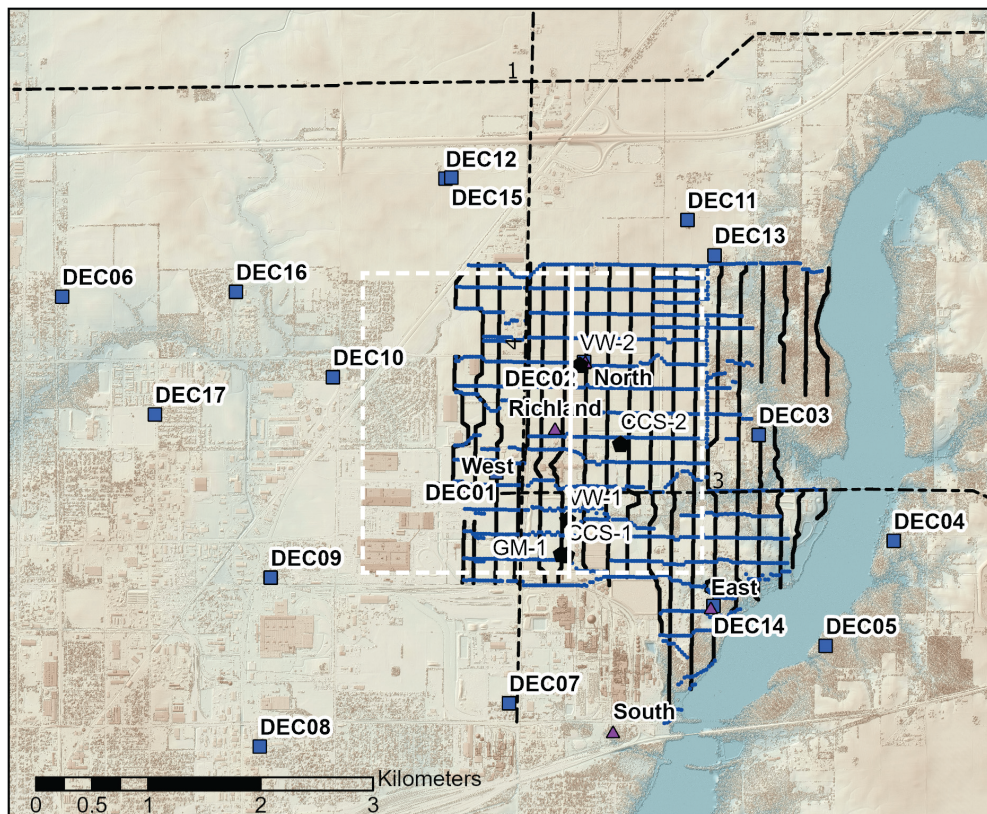 1
DEC12
DEC15
DEC11
DEC13
DEC06
DEC16
4
VW-2
DEC10
DEC02
North
Richland
DEC17
CCS-2
DEC03
West
DEC01
3
VW-1
CCS-1
GM-1
DEC04
DEC09
East
DEC14
DEC05
DEC07
South
DEC08
Kilometers
0 0.5 1 2 3